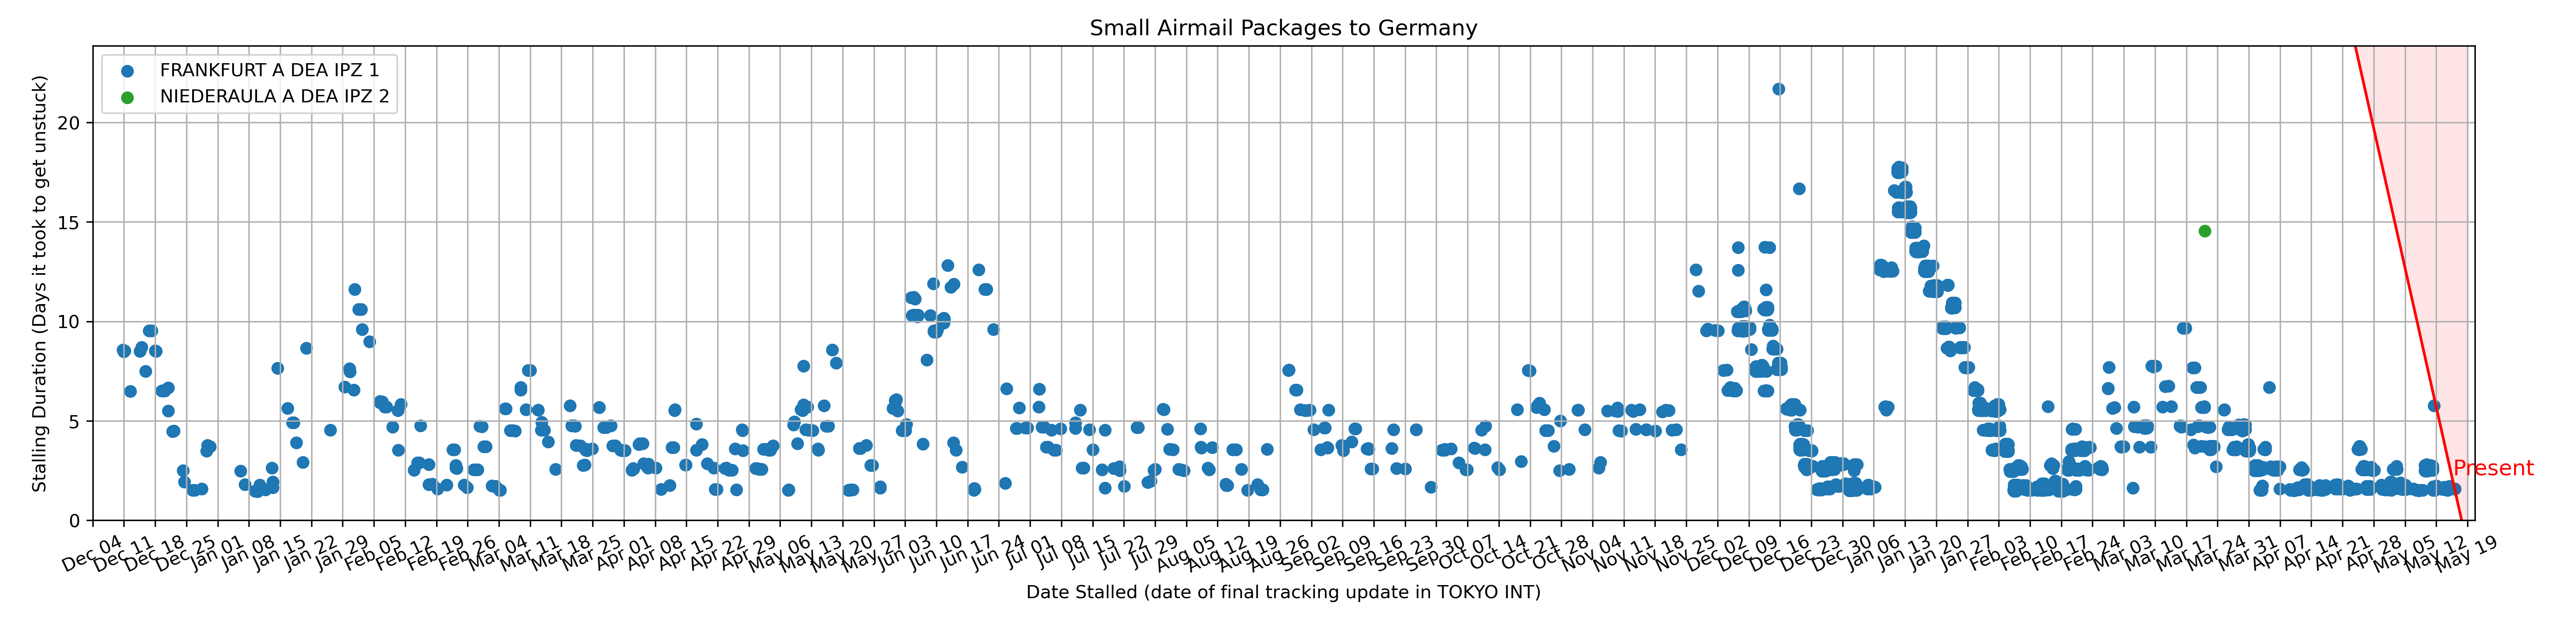 Small Airmail Packages to Germany
FRANKFURT A DEA IPZ 1
NIEDERAULA A DEA IPZ 2
Stalling Duration (Days it took to get unstuck)
20
15
10
5
0
Present
Dec 04
Dec 11
Dec 18
Dec 25
Jan 01
Jan 08
Jan 15
Jan 22
Jan 29
Feb 05
Feb 12
Feb 19
Feb 26
Mar 04
Mar 11
Mar 18
Mar 25
Apr 01
Apr 08
Apr 15
Apr 22
Apr 29
May 06
May 13
May 20
May 27
Jun 03
Jun 10
Jun 17
Jun 24
Jul 01
Jul 08
Jul 15
Jul 22
Jul 29
Aug 05
Aug 12
Aug 19
Aug 26
Sep 02
Sep 09
Sep 16
Sep 23
Sep 30
Oct 07
Oct 14
Oct 21
Oct 28
Nov 04
Nov 11
Nov 18
Nov 25
Dec 02
Dec 09
Dec 16
Dec 23
Dec 30
Jan 06
Jan 13
Jan 20
Jan 27
Feb 03
Feb 10
Feb 17
Feb 24
Mar 03
Mar 10
Mar 17
Mar 24
Mar 31
Apr 07
Apr 14
Apr 21
Apr 28
May 05
May 12
May 19
Date Stalled (date of final tracking update in TOKYO INT)